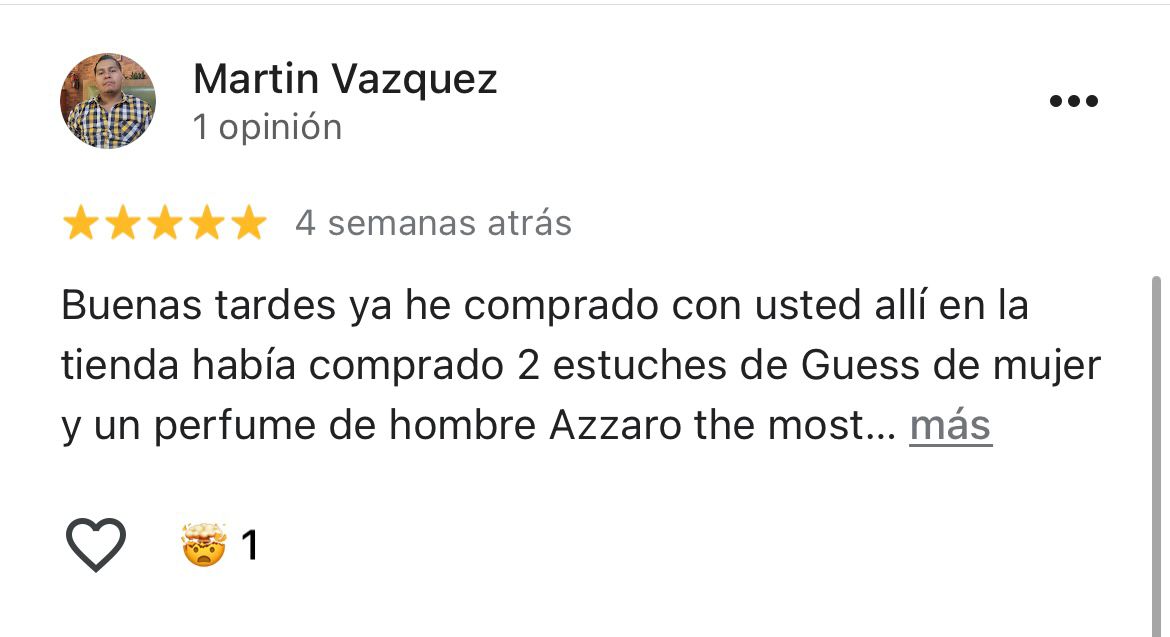 Martin Vazquez
1 opinión
4 semanas atrás
Buenas tardes ya he comprado con usted allí en la
tienda había comprado 2 estuches de Guess de mujer
y un perfume de hombre Azzaro the most... más
1